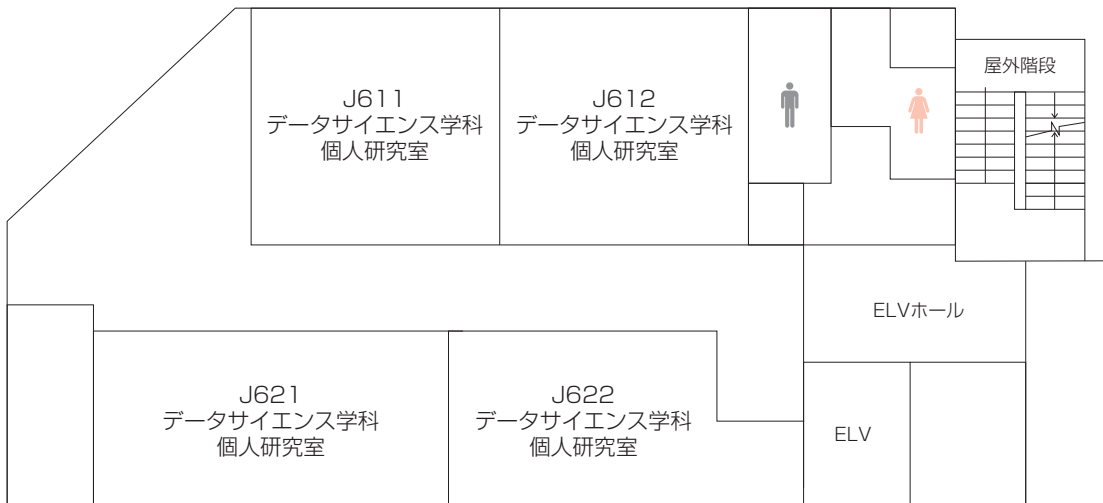 J611
データサイエンス学科
個人研究室
J612
データサイエンス学科
個人研究室
屋外階段
ELVホール
J621
データサイエンス学科
個人研究室
J622
データサイエンス学科
個人研究室
ELV